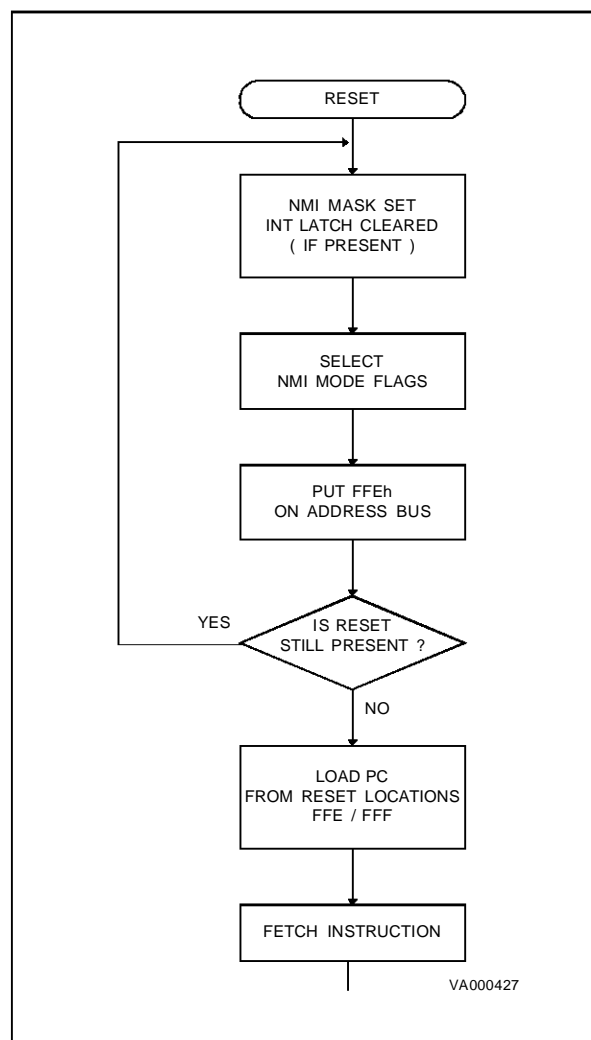 RESET
NMI MASK SET
INT LATCH CLEARED
( IF PRESENT )
SELECT
NMI MODE FLAGS
PUT FFEh
ON ADDRESS BUS
YES
IS RESET
STILL PRESENT ?
NO
LOAD PC
FROM RESET LOCATIONS
FFE / FFF
FETCH INSTRUCTION
VA000427